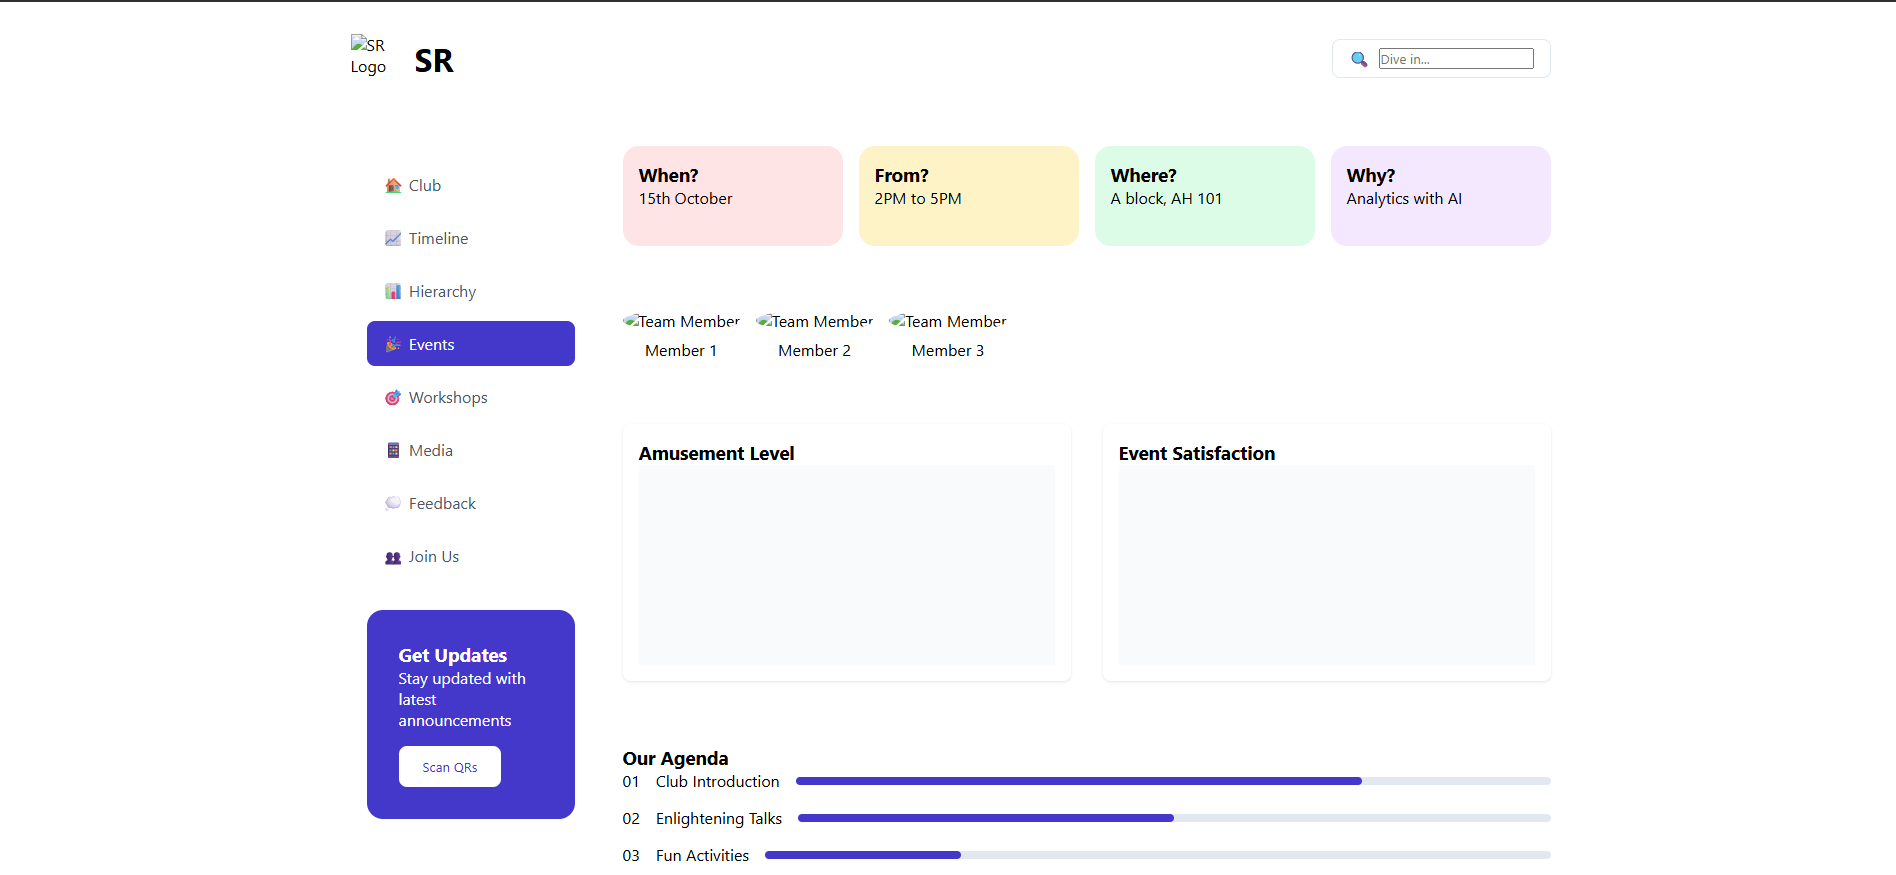 SR
Logo
SR
Dive in...
Club
Timeline
Hierarchy
Events
Workshops
Media
Feedback
Join Us
Get Updates
Stay updated with
latest
announcements
Scan QRs
When?
15th October
From?
2PM to 5PM
Where?
A block, AH 101
Why?
Analytics with AI
Team Member
Member 1
Team Member
Member 2
Team Member
Member 3
Amusement Level
Event Satisfaction
Our Agenda
01 Club Introduction
02 Enlightening Talks
03 Fun Activities